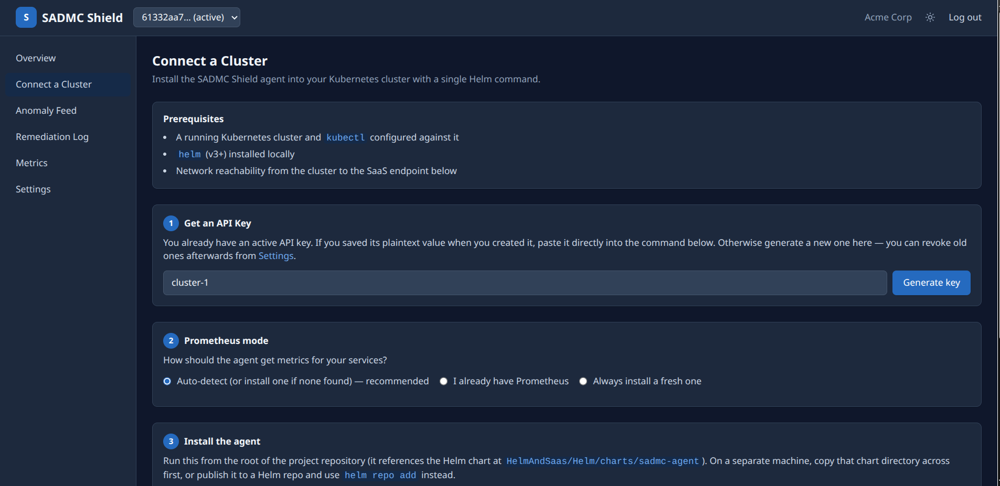 S SADMC Shield 61332aa7... (active) Acme Corp Log out
Overview
Connect a Cluster
Anomaly Feed
Remediation Log
Metrics
Settings
Connect a Cluster
Install the SADMC Shield agent into your Kubernetes cluster with a single Helm command.
Prerequisites
• A running Kubernetes cluster and kubectl configured against it
• helm (v3+) installed locally
• Network reachability from the cluster to the SaaS endpoint below
1 Get an API Key
You already have an active API key. If you saved its plaintext value when you created it, paste it directly into the command below. Otherwise generate a new one here — you can revoke old
ones afterwards from Settings.
cluster-1 Generate key
2 Prometheus mode
How should the agent get metrics for your services?
Auto-detect (or install one if none found) — recommended I already have Prometheus Always install a fresh one
3 Install the agent
Run this from the root of the project repository (it references the Helm chart at HelmAndSaas/Helm/charts/sadmc-agent ). On a separate machine, copy that chart directory across
first, or publish it to a Helm repo and use helm repo add instead.